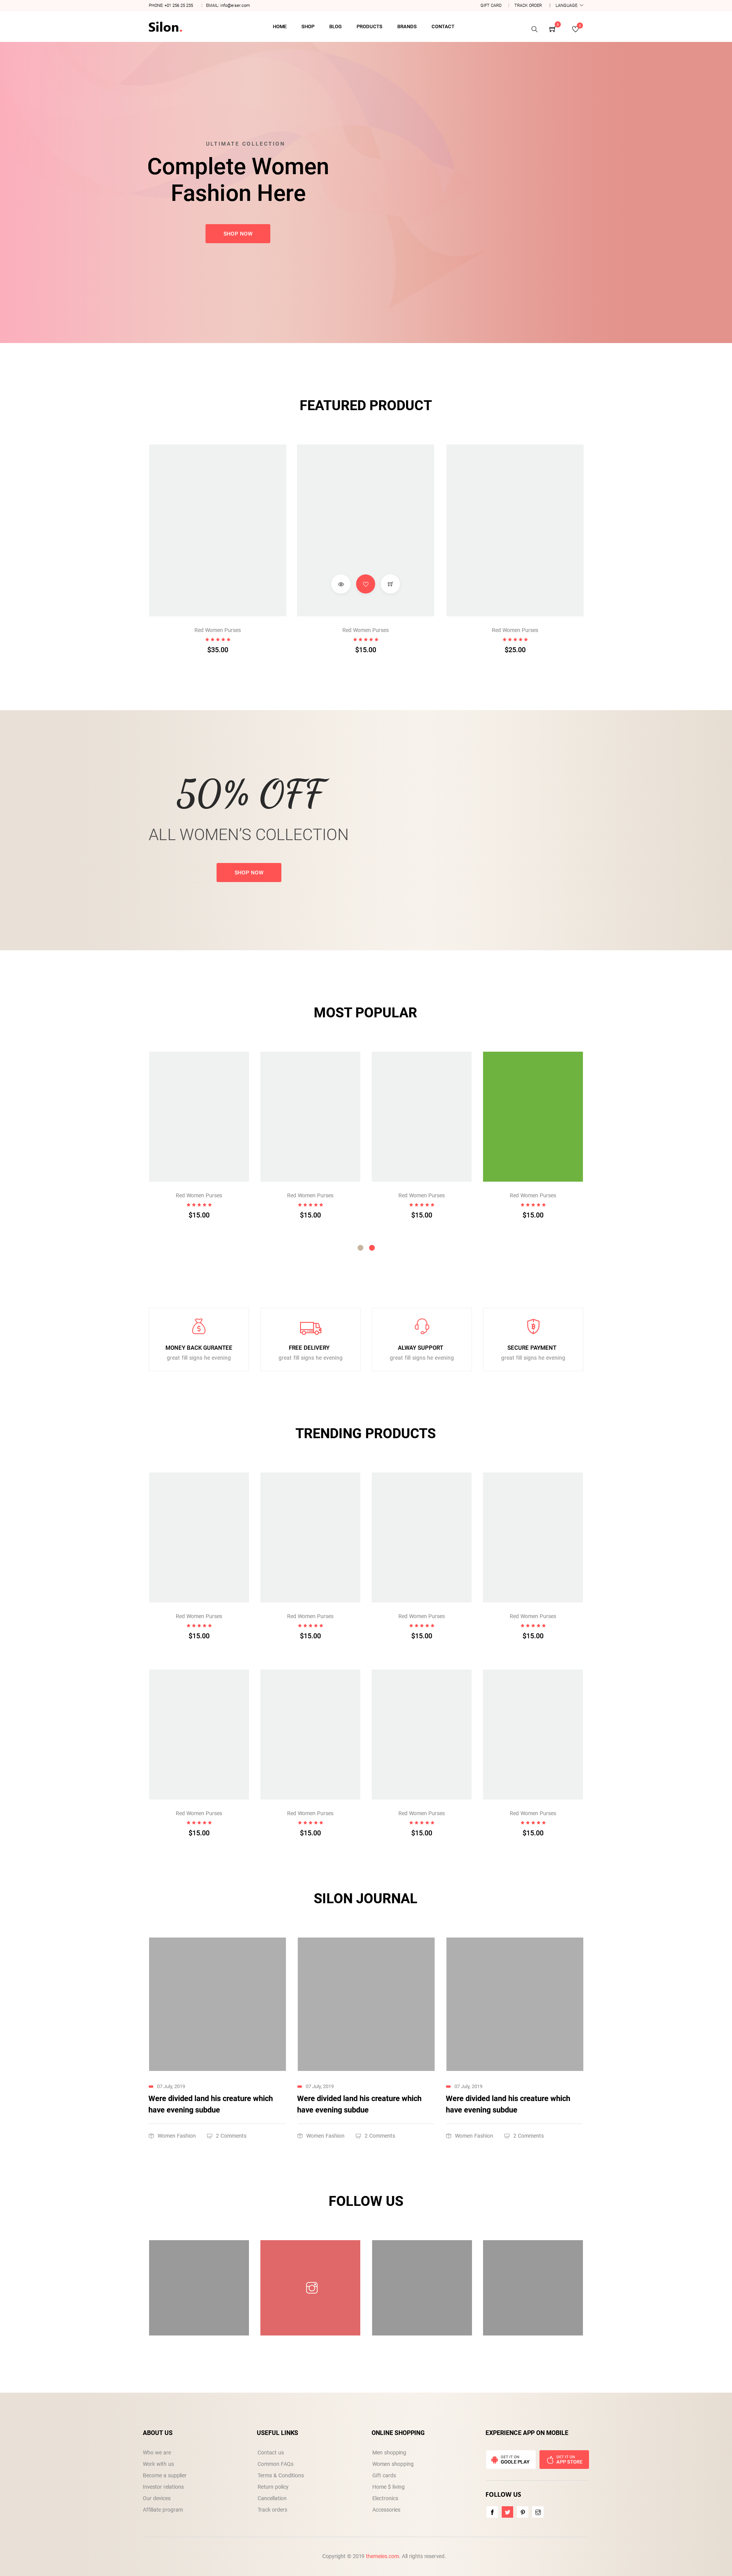 PHONE: +01 256 25 235 | EMAIL: info@eiser.com
GIFT CARD | TRACK ORDER | LANGUAGE
Silon.
HOME SHOP BLOG PRODUCTS BRANDS CONTACT
ULTIMATE COLLECTION
Complete Women
Fashion Here
SHOP NOW
FEATURED PRODUCT
Red Women Purses
$35.00
Red Women Purses
$15.00
Red Women Purses
$25.00
50% OFF
ALL WOMEN'S COLLECTION
SHOP NOW
MOST POPULAR
Red Women Purses
$15.00
Red Women Purses
$15.00
Red Women Purses
$15.00
Red Women Purses
$15.00
MONEY BACK GURANTEE
great fill signs he evening
FREE DELIVERY
great fill signs he evening
ALWAY SUPPORT
great fill signs he evening
SECURE PAYMENT
great fill signs he evening
TRENDING PRODUCTS
Red Women Purses
$15.00
Red Women Purses
$15.00
Red Women Purses
$15.00
Red Women Purses
$15.00
Red Women Purses
$15.00
Red Women Purses
$15.00
Red Women Purses
$15.00
Red Women Purses
$15.00
SILON JOURNAL
07 July, 2019
Were divided land his creature which
have evening subdue
Women Fashion 2 Comments
07 July, 2019
Were divided land his creature which
have evening subdue
Women Fashion 2 Comments
07 July, 2019
Were divided land his creature which
have evening subdue
Women Fashion 2 Comments
FOLLOW US
ABOUT US
Who we are
Work with us
Become a supplier
Investor relations
Our devices
Affiliate program
USEFUL LINKS
Contact us
Common FAQs
Terms & Conditions
Return policy
Cancellation
Track orders
ONLINE SHOPPING
Men shopping
Women shopping
Gift cards
Home $ living
Electronics
Accessories
EXPERIENCE APP ON MOBILE
GET IT ON
GOOLE PLAY
GET IT ON
APP STORE
FOLLOW US
Copyright © 2019 themeies.com. All rights reserved.